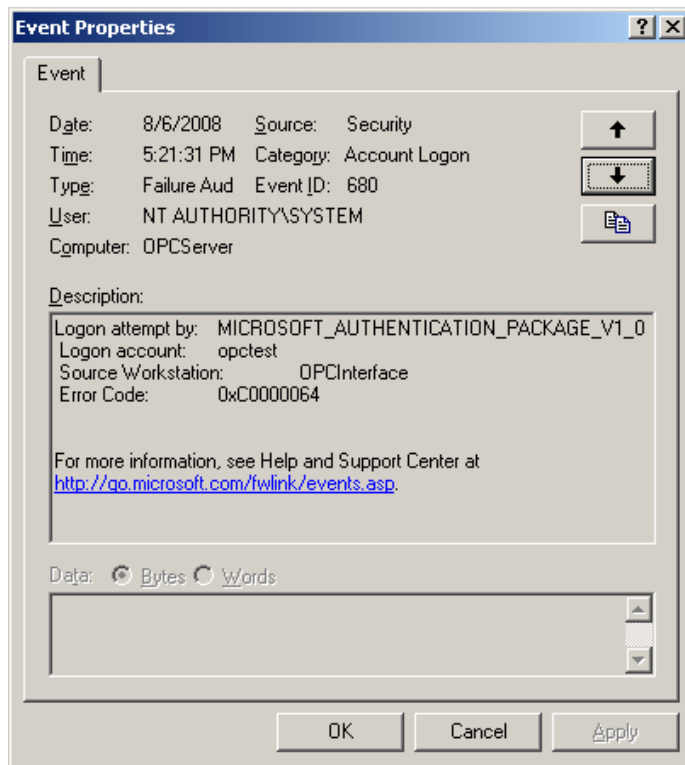 Event Properties
Event
Date: 8/6/2008 Source: Security
Time: 5:21:31 PM Category: Account Logon
Type: Failure Aud Event ID: 680
User: NT AUTHORITY\SYSTEM
Computer: OPCServer
Description:
Logon attempt by: MICROSOFT_AUTHENTICATION_PACKAGE_V1_0
Logon account: opctest
Source Workstation: OPCInterface
Error Code: 0xC0000064
For more information, see Help and Support Center at
http://go.microsoft.com/fwlink/events.asp.
Data: Bytes Words
OK Cancel Apply